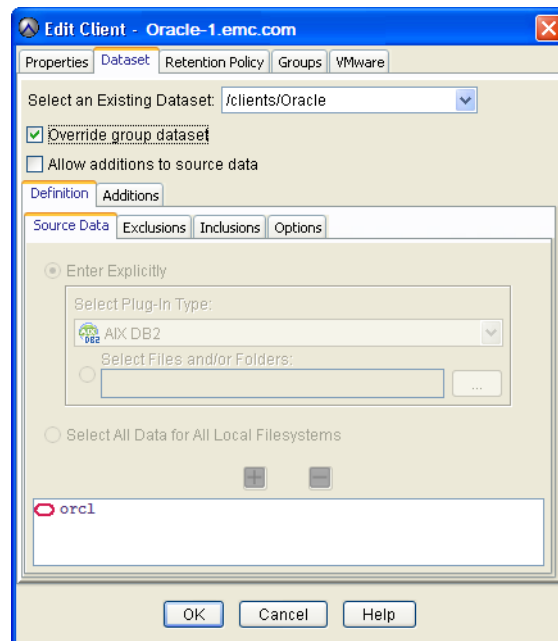 Edit Client - Oracle-1.emc.com
Properties Dataset Retention Policy Groups VMware
Select an Existing Dataset: /clients/Oracle
Override group dataset
Allow additions to source data
Definition Additions
Source Data Exclusions Inclusions Options
Enter Explicitly
Select Plug-In Type:
AIX DB2 AIX DB2
Select Files and/or Folders:
...
Select All Data for All Local Filesystems
+ −
orcl
OK Cancel Help